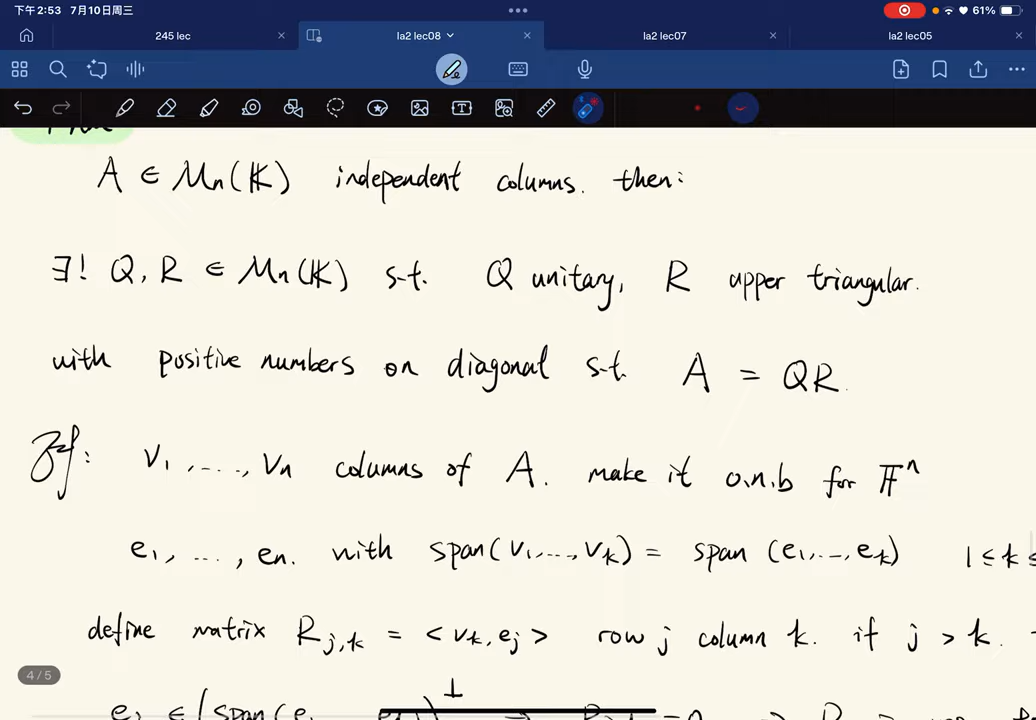 下午2:53 7月10日周三
61%
245 lec
la2 lec08
la2 lec07
la2 lec05
A ∈ Mn(𝕂) independent columns. then:
∃! Q, R ∈ Mn(𝕂) s.t. Q unitary, R upper triangular.
with positive numbers on diagonal s.t. A = QR.
Pf: V1, ..., Vn columns of A. make it o.n.b for 𝔽^n
e1, ..., en. with span(V1, ..., Vk) = span (e1, ..., ek) 1 ≤ k ≤
define matrix Rj,k = < Vk, ej > row j column k. if j > k.
4/5